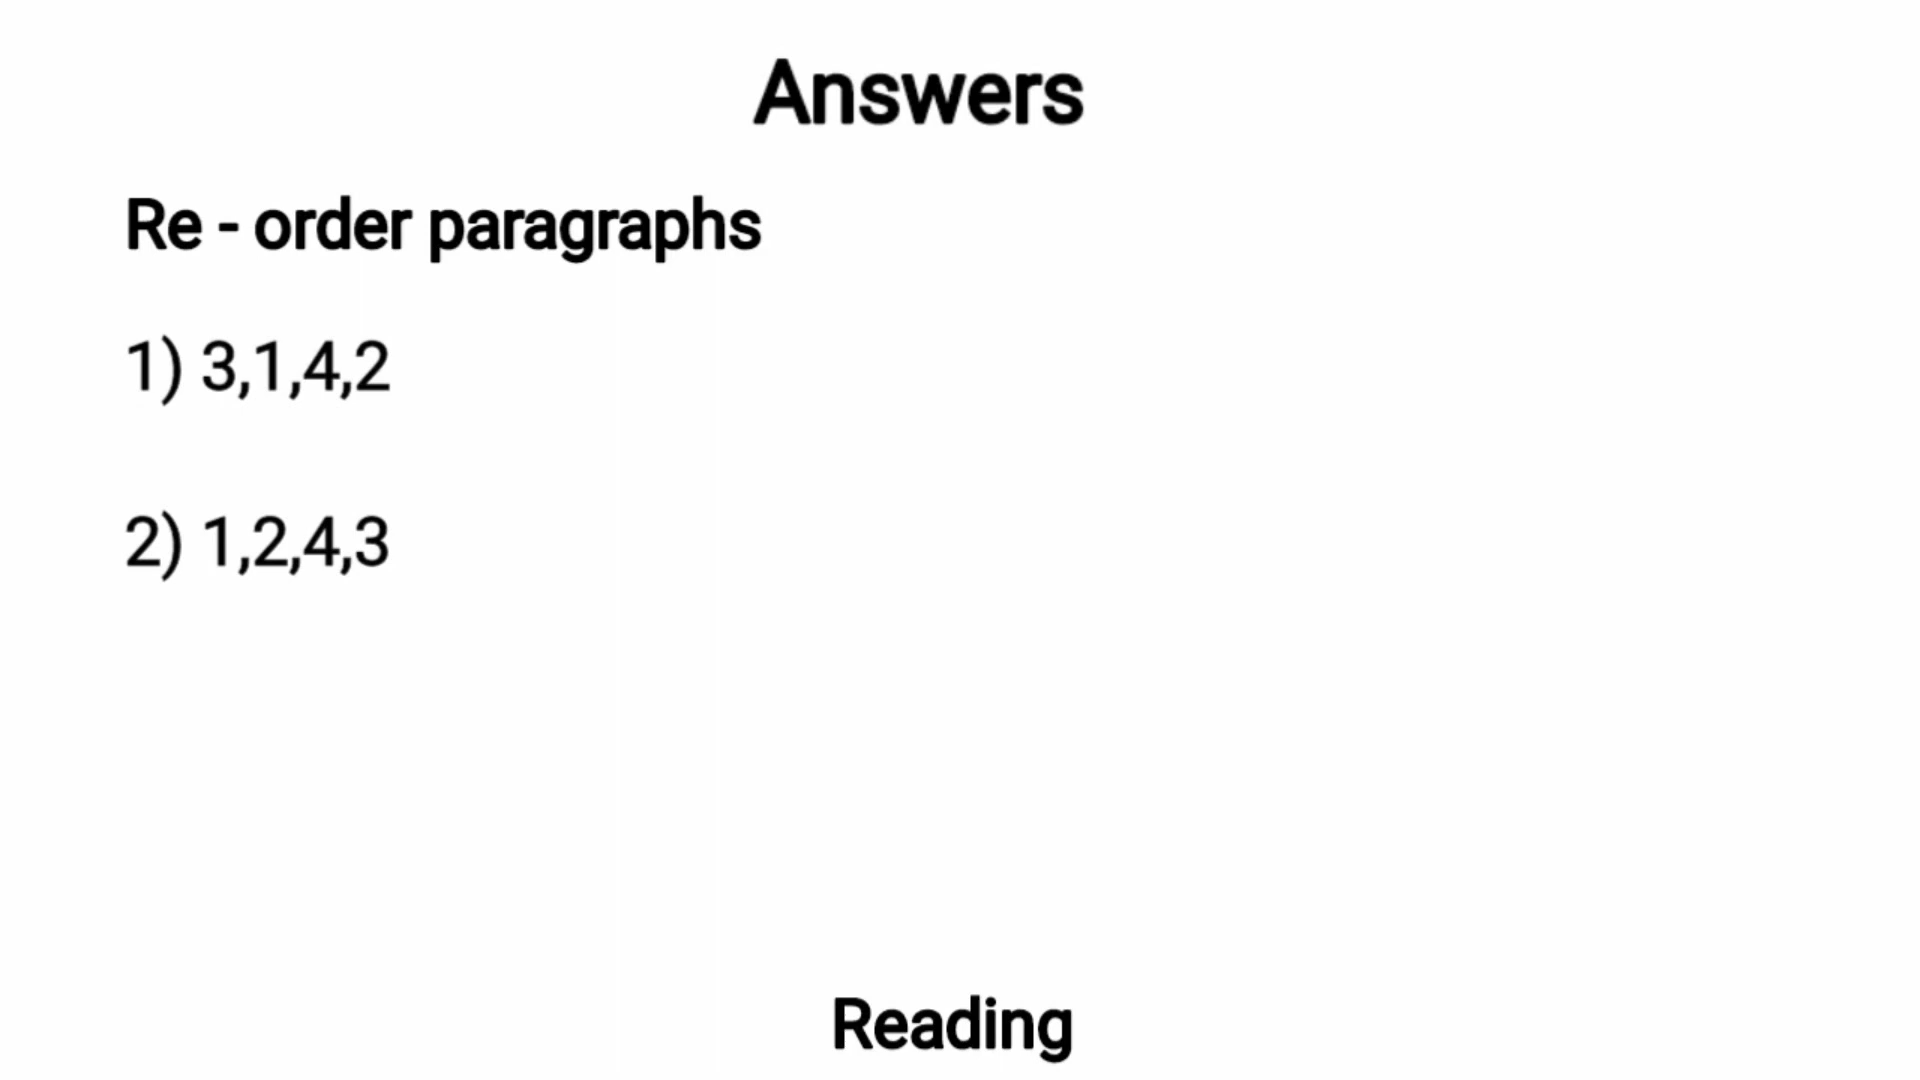 Answers
Re - order paragraphs
1) 3,1,4,2
2) 1,2,4,3
Reading